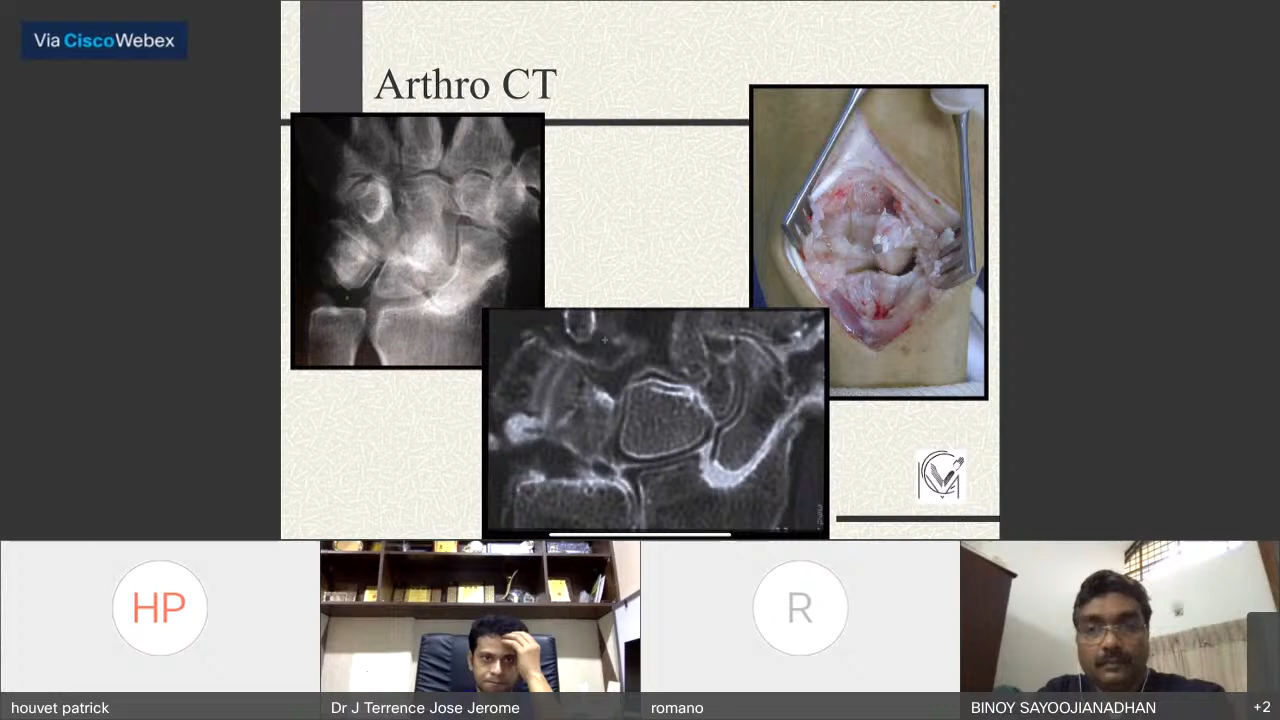 Via CiscoWebex
Arthro CT
HP
R
houvet patrick
Dr J Terrence Jose Jerome
romano
BINOY SAYOOJIANADHAN
+2